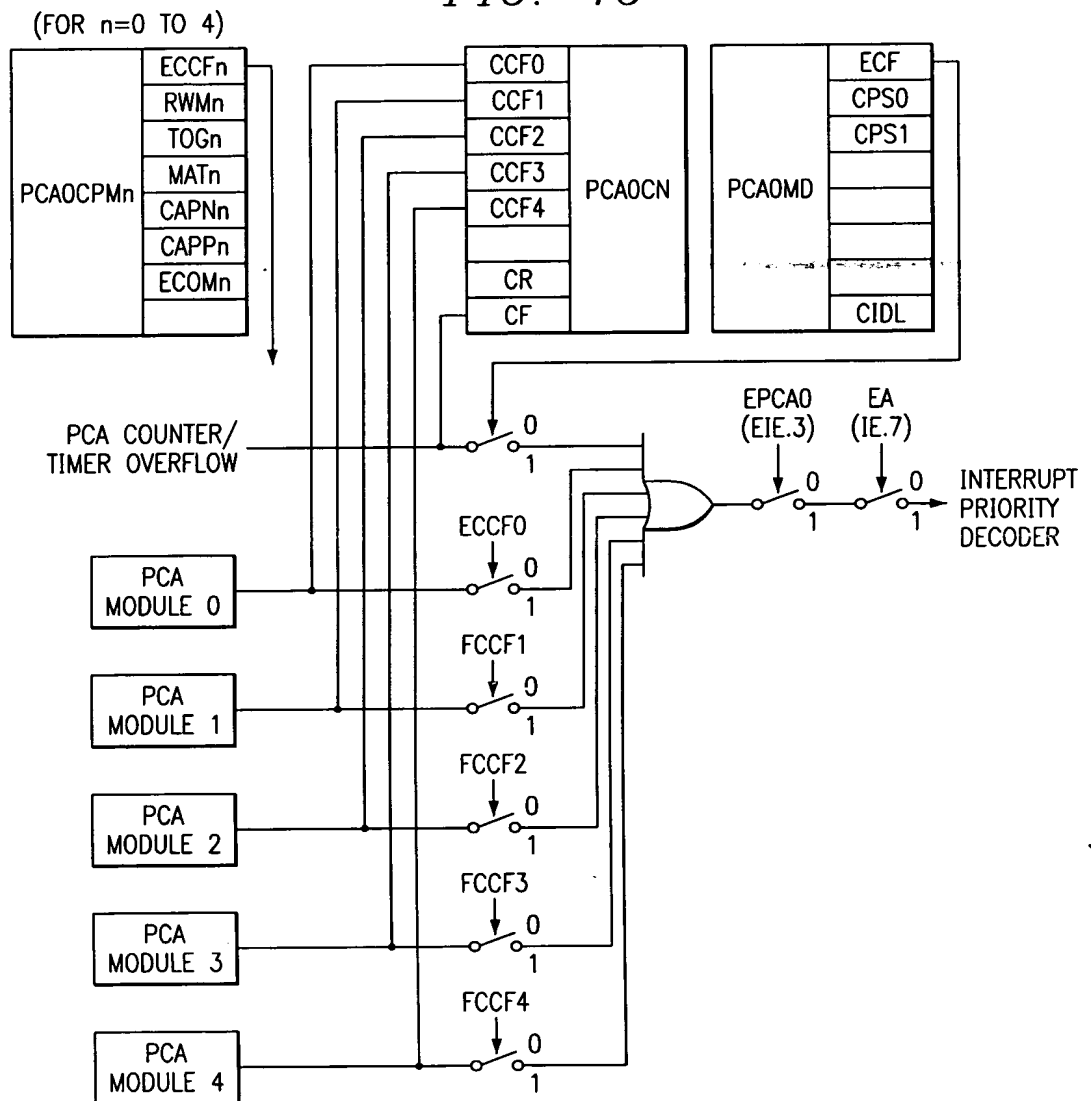 FIG.
(FOR n=0 TO 4)
PCA0CPMn
ECCFn
RWMn
TOGn
MATn
CAPNn
CAPPn
ECOMn
CCF0
CCF1
CCF2
CCF3
CCF4
CR
CF
PCA0CN
PCA0MD
ECF
CPS0
CPS1
CIDL
PCA COUNTER/
TIMER OVERFLOW
0
1
EPCA0
(EIE.3)
0
1
EA
(IE.7)
0
1
INTERRUPT
PRIORITY
DECODER
PCA
MODULE 0
ECCF0
0
1
PCA
MODULE 1
FCCF1
0
1
PCA
MODULE 2
FCCF2
0
1
PCA
MODULE 3
FCCF3
0
1
PCA
MODULE 4
FCCF4
0
1